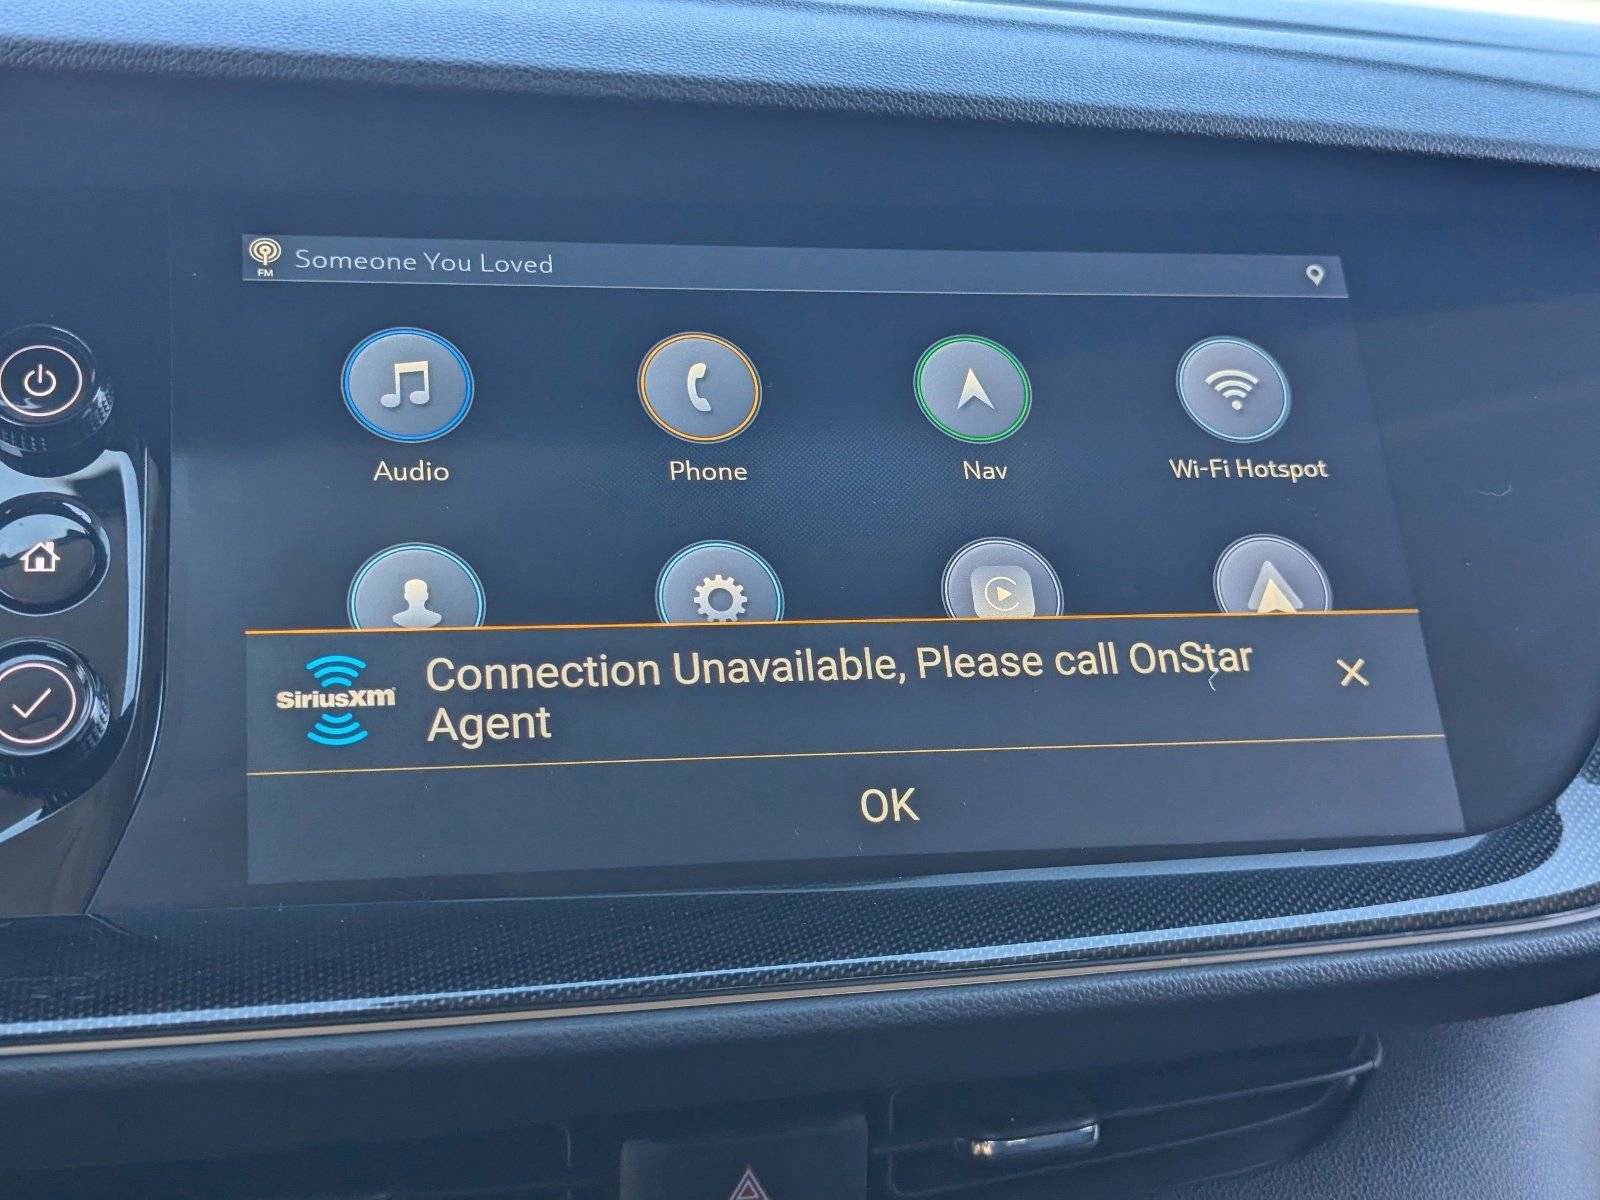 FM
Someone You Loved
Audio Phone Nav Wi-Fi Hotspot
SiriusXm
Connection Unavailable, Please call OnStar
Agent
OK